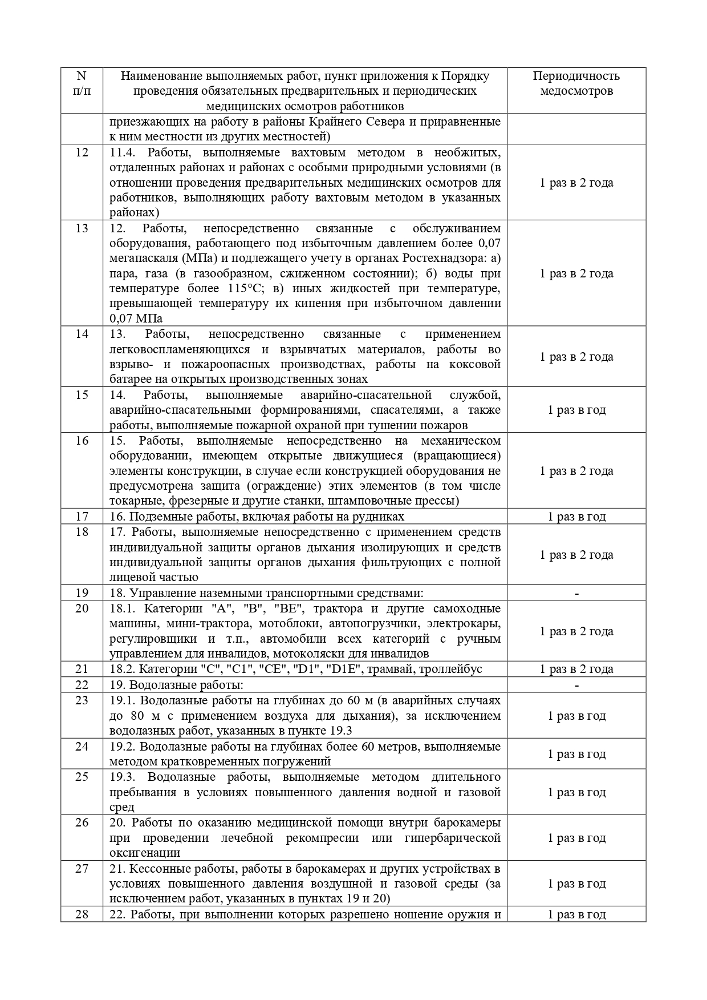 N п/п
Наименование выполняемых работ, пункт приложения к Порядку
проведения обязательных предварительных и периодических
медицинских осмотров работников
Периодичность
медосмотров
приезжающих на работу в районы Крайнего Севера и приравненные
к ним местности из других местностей)
12
11.4. Работы, выполняемые вахтовым методом в необжитых,
отдаленных районах и районах с особыми природными условиями (в
отношении проведения предварительных медицинских осмотров для
работников, выполняющих работу вахтовым методом в указанных
районах)
1 раз в 2 года
13
12. Работы, непосредственно связанные с обслуживанием
оборудования, работающего под избыточным давлением более 0,07
мегапаскаля (МПа) и подлежащего учету в органах Ростехнадзора: а)
пара, газа (в газообразном, сжиженном состоянии); б) воды при
температуре более 115°С; в) иных жидкостей при температуре,
превышающей температуру их кипения при избыточном давлении
0,07 МПа
1 раз в 2 года
14
13. Работы, непосредственно связанные с применением
легковоспламеняющихся и взрывчатых материалов, работы во
взрыво- и пожароопасных производствах, работы на коксовой
батарее на открытых производственных зонах
1 раз в 2 года
15
14. Работы, выполняемые аварийно-спасательной службой,
аварийно-спасательными формированиями, спасателями, а также
работы, выполняемые пожарной охраной при тушении пожаров
1 раз в год
16
15. Работы, выполняемые непосредственно на механическом
оборудовании, имеющем открытые движущиеся (вращающиеся)
элементы конструкции, в случае если конструкцией оборудования не
предусмотрена защита (ограждение) этих элементов (в том числе
токарные, фрезерные и другие станки, штамповочные прессы)
1 раз в 2 года
17
16. Подземные работы, включая работы на рудниках
1 раз в год
18
17. Работы, выполняемые непосредственно с применением средств
индивидуальной защиты органов дыхания изолирующих и средств
индивидуальной защиты органов дыхания фильтрующих с полной
лицевой частью
1 раз в 2 года
19
18. Управление наземными транспортными средствами:
-
20
18.1. Категории "A", "B", "BE", трактора и другие самоходные
машины, мини-трактора, мотоблоки, автопогрузчики, электрокары,
регулировщики и т.п., автомобили всех категорий с ручным
управлением для инвалидов, мотоколяски для инвалидов
1 раз в 2 года
21
18.2. Категории "C", "C1", "CE", "D1", "D1E", трамвай, троллейбус
1 раз в 2 года
22
19. Водолазные работы:
-
23
19.1. Водолазные работы на глубинах до 60 м (в аварийных случаях
до 80 м с применением воздуха для дыхания), за исключением
водолазных работ, указанных в пункте 19.3
1 раз в год
24
19.2. Водолазные работы на глубинах более 60 метров, выполняемые
методом кратковременных погружений
1 раз в год
25
19.3. Водолазные работы, выполняемые методом длительного
пребывания в условиях повышенного давления водной и газовой
сред
1 раз в год
26
20. Работы по оказанию медицинской помощи внутри барокамеры
при проведении лечебной рекомпресии или гипербарической
оксигенации
1 раз в год
27
21. Кессонные работы, работы в барокамерах и других устройствах в
условиях повышенного давления воздушной и газовой среды (за
исключением работ, указанных в пунктах 19 и 20)
1 раз в год
28
22. Работы, при выполнении которых разрешено ношение оружия и
1 раз в год